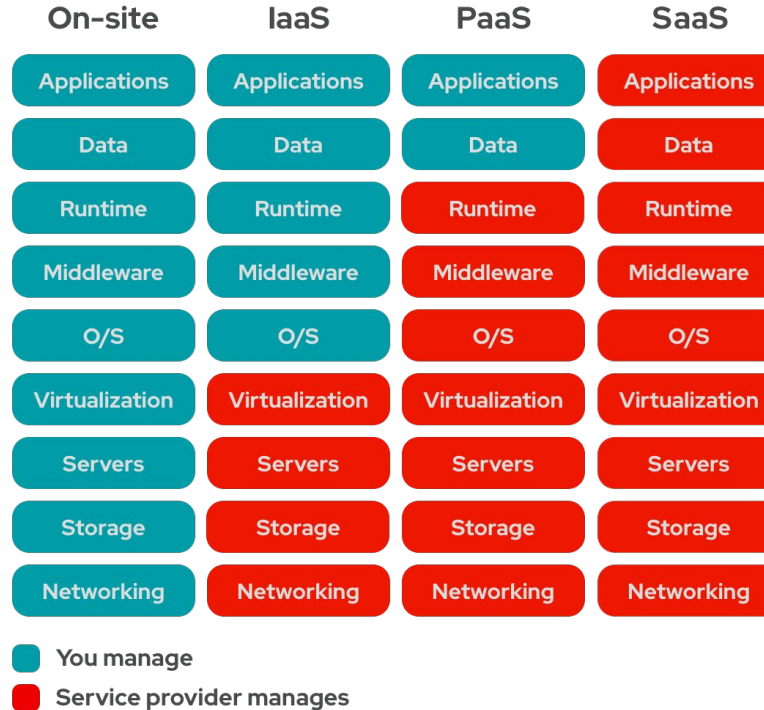 On-site IaaS PaaS SaaS
Applications Applications Applications Applications
Data Data Data Data
Runtime Runtime Runtime Runtime
Middleware Middleware Middleware Middleware
O/S O/S O/S O/S
Virtualization Virtualization Virtualization Virtualization
Servers Servers Servers Servers
Storage Storage Storage Storage
Networking Networking Networking Networking
You manage
Service provider manages